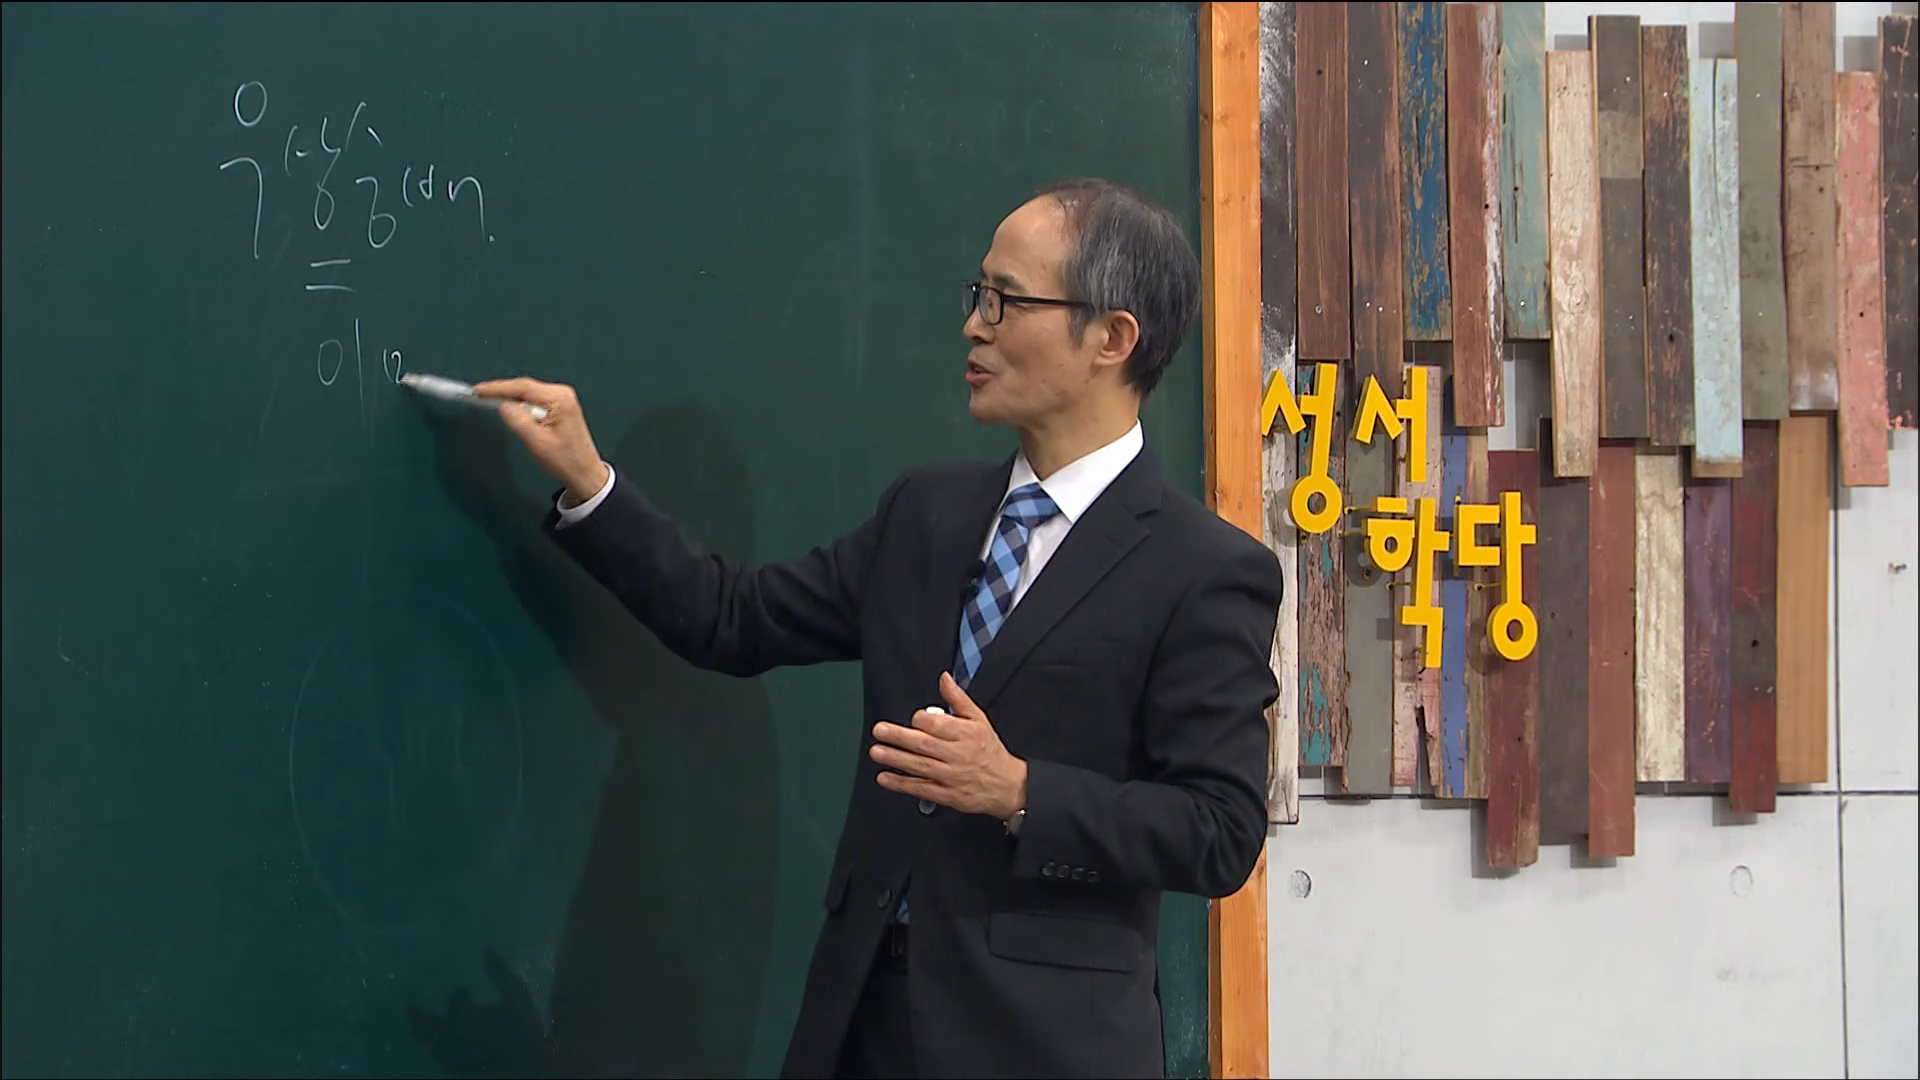 우상숭배
=
이
성서
학당